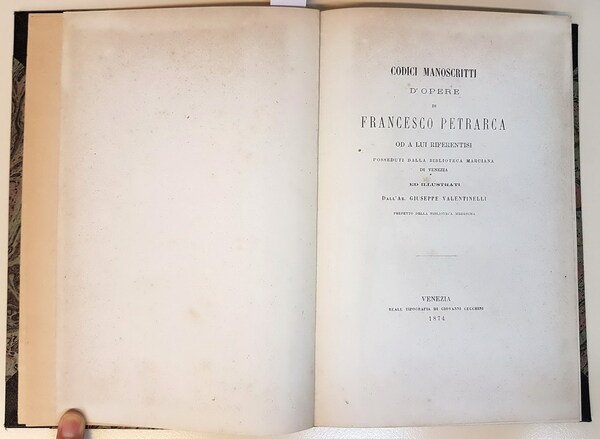 CODICI MANOSCRITTI
D'OPERE
DI
FRANCESCO PETRARCA
OD A LUI RIFERENTISI
POSSEDUTI DALLA BIBLIOTECA MARCIANA
DI VENEZIA
ED ILLUSTRATI
DALL'AB. GIUSEPPE VALENTINELLI
PREFETTO DELLA BIBLIOTECA MEDESIMA
VENEZIA
REALE TIPOGRAFIA DI GIOVANNI CECCHINI
1874